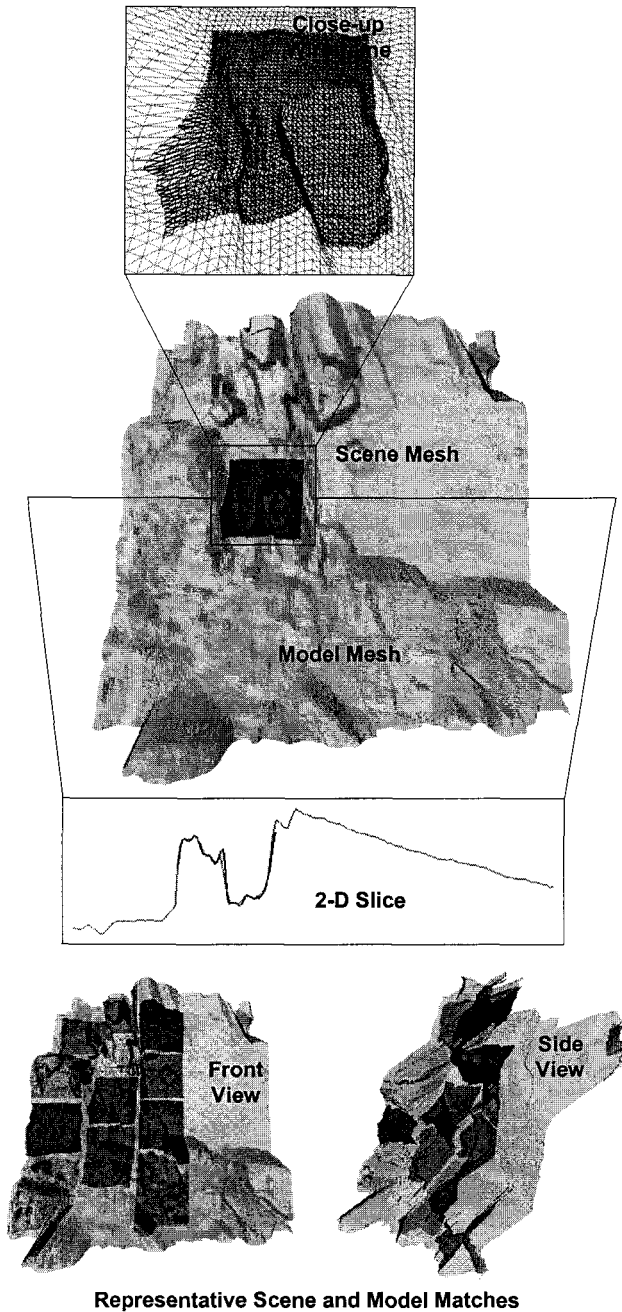 Close-up
Scene Mesh
Model Mesh
2-D Slice
Front
View
Side
View
Representative Scene and Model Matches